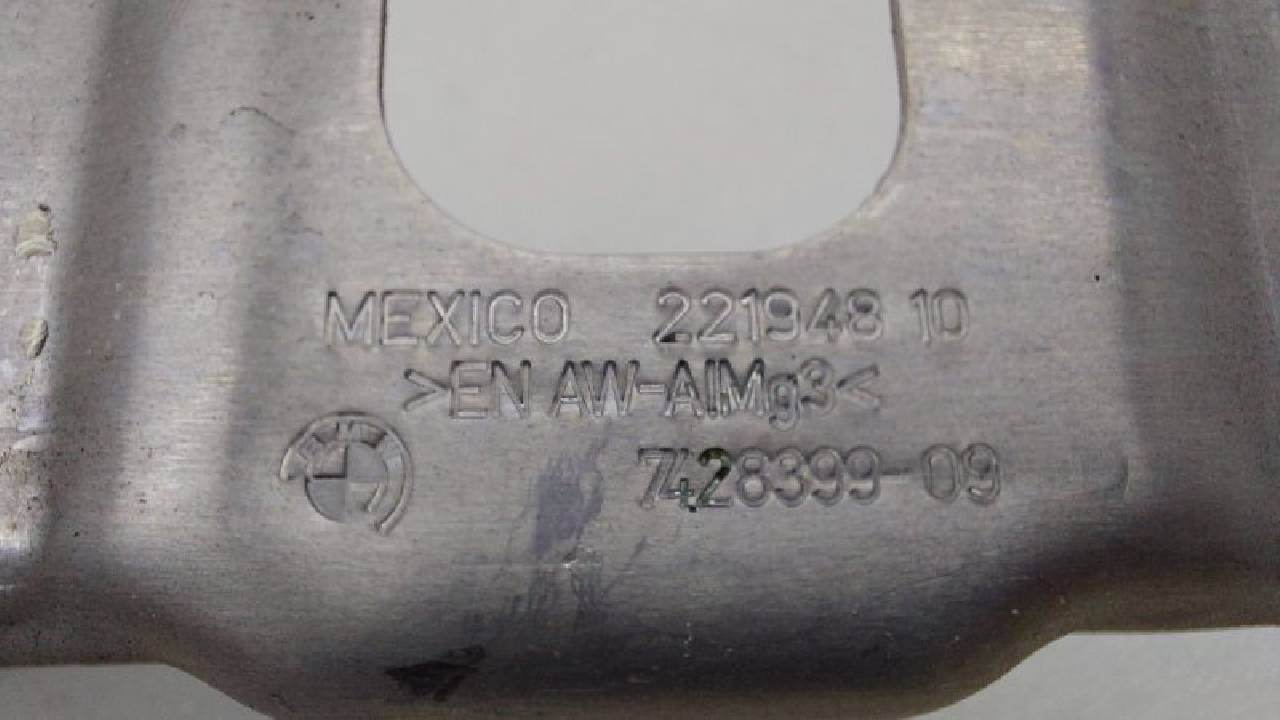 MEXICO 221948 10
>EN AW-AlMg3<
7428399-09